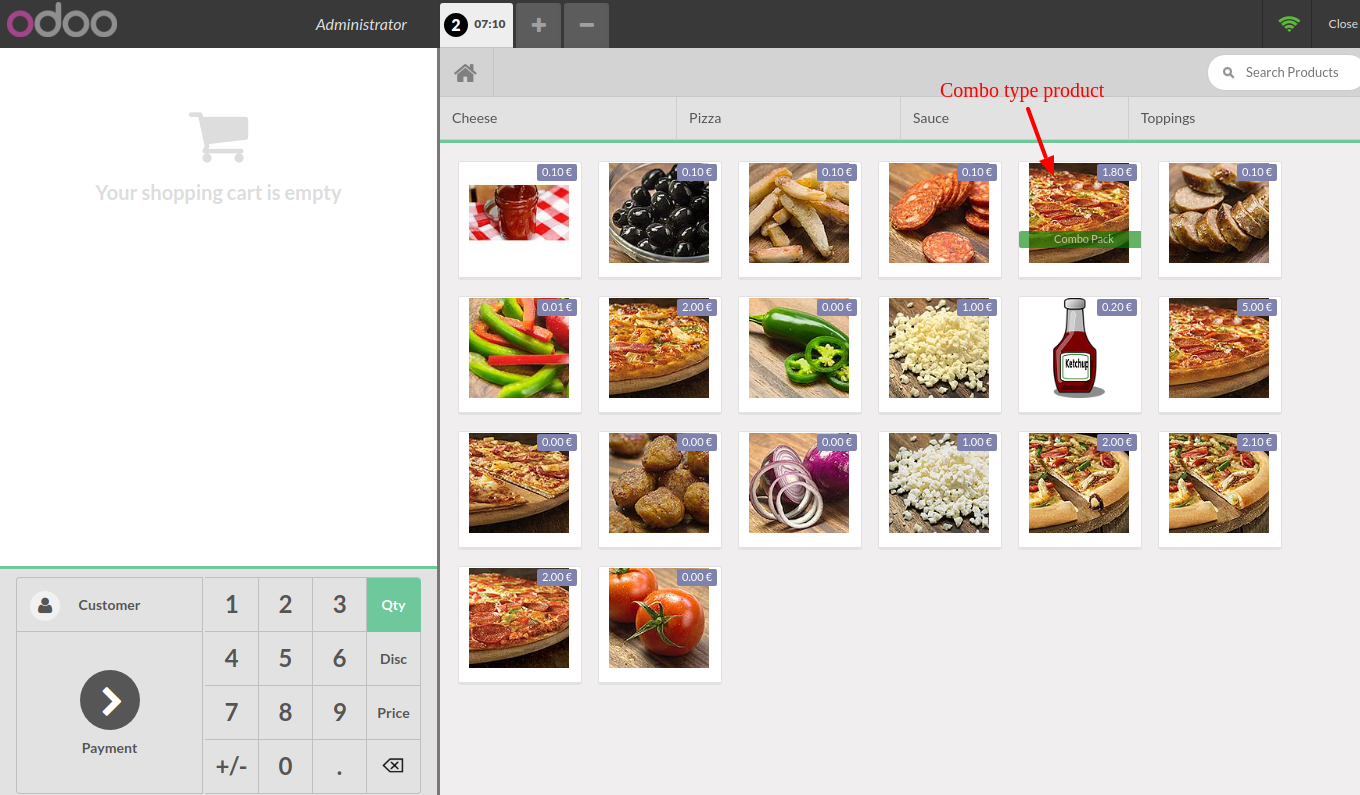 odoo
Administrator
2 07:10
Close
Search Products
Combo type product
Cheese
Pizza
Sauce
Toppings
Your shopping cart is empty
0.10 €
0.10 €
0.10 €
0.10 €
1.80 €
Combo Pack
0.10 €
0.01 €
2.00 €
0.00 €
1.00 €
0.20 €
Ketchup
5.00 €
0.00 €
0.00 €
0.00 €
1.00 €
2.00 €
2.10 €
2.00 €
0.00 €
Customer
1 2 3 Qty
4 5 6 Disc
7 8 9 Price
Payment
+/- 0 .